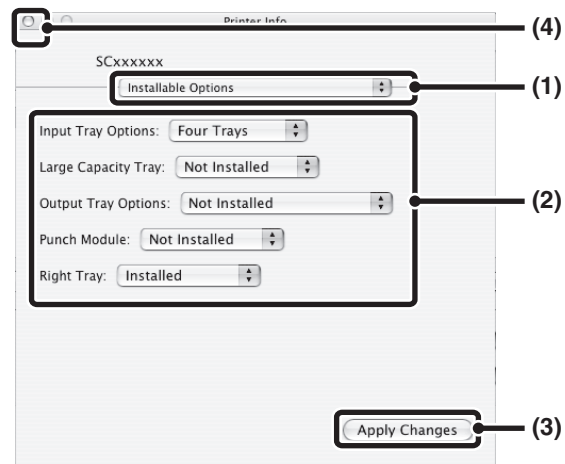 Printer Info
(4)
SCxxxxxx
Installable Options
(1)
Input Tray Options: Four Trays
Large Capacity Tray: Not Installed
Output Tray Options: Not Installed
(2)
Punch Module: Not Installed
Right Tray: Installed
Apply Changes
(3)